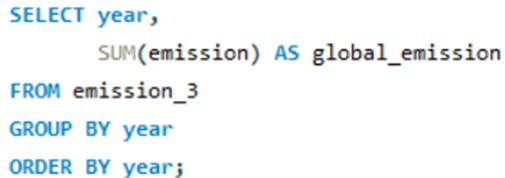 SELECT year,
       SUM(emission) AS global_emission
FROM emission_3
GROUP BY year
ORDER BY year;